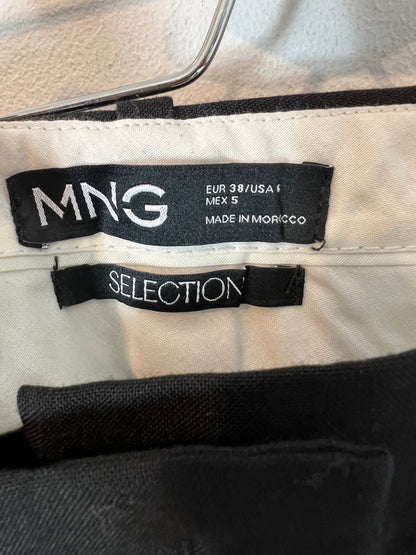 MNG
EUR 38/USA
MEX 5
MADE IN MOROCCO
SELECTION